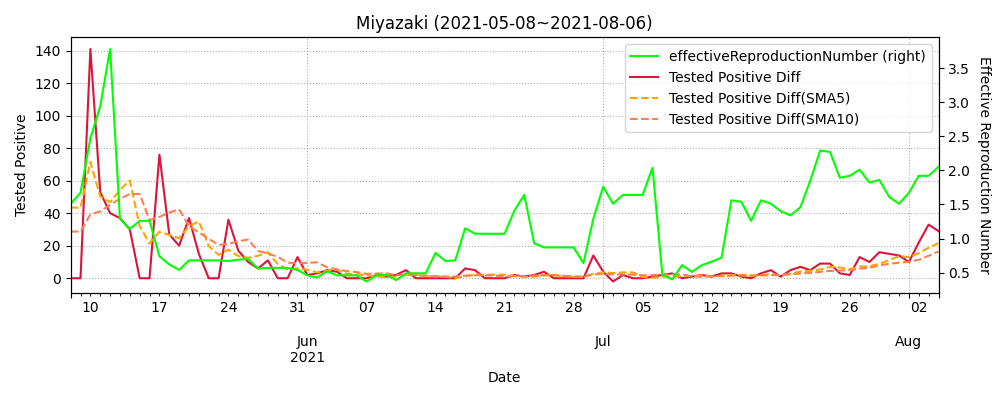 Miyazaki (2021-05-08~2021-08-06)
effectiveReproductionNumber (right)
Tested Positive Diff
Tested Positive Diff(SMA5)
Tested Positive Diff(SMA10)
Tested Positive
140
120
100
80
60
40
20
0
3.5
3.0
2.5
2.0
1.5
1.0
0.5
Effective Reproduction Number
10 17 24 31 07 14 21 28 05 12 19 26 02
Jun Jul Aug
2021
Date